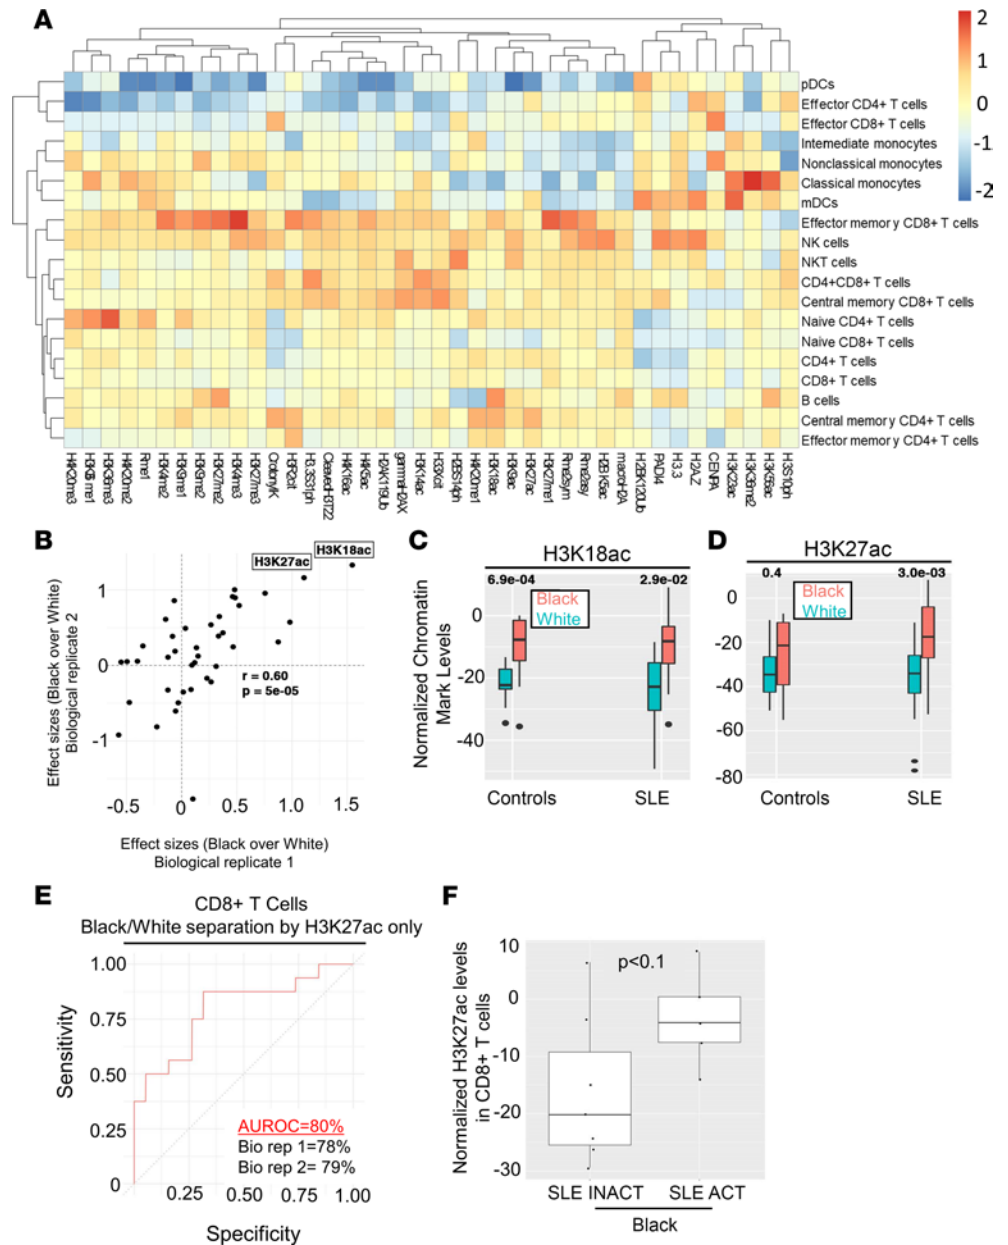 A
2
1
0
-1
-2
pDCs
Effector CD4+ T cells
Effector CD8+ T cells
Intemediate monocytes
Nonclassical monocytes
Classical monocytes
mDCs
Effector memory CD8+ T cells
NK cells
NKT cells
CD4+CD8+ T cells
Central memory CD8+ T cells
Naive CD4+ T cells
Naive CD8+ T cells
CD4+ T cells
CD8+ T cells
B cells
Central memory CD4+ T cells
Effector memory CD4+ T cells
H4K20me3
H3K36me3
H4K20me2
Rme1
H3K4me2
H3K9me1
H3K9me2
H3K27me2
H3K4me3
H3K27me3
CrotonylK
H3R2cit
H3.3S31ph
CleavedH3T22
H4K16ac
H4K5ac
H2AK119Ub
gammaH2AX
H3K14ac
H33Kcit
H2BS14ph
H4K20me1
H3K18ac
H3K9ac
H3K27ac
H3K27me1
Rme2sym
Rme2asy
H2BK5ac
macroH2A
H2BK120Ub
PADI4
H3.3
H2A.Z
CENPA
H3K23ac
H3K36me2
H3K56ac
H3S10ph
B
H3K18ac
H3K27ac
Effect sizes (Black over White)
Biological replicate 2
1
0
-1
r = 0.60
p = 5e-05
-0.5
0
0.5
1.0
1.5
Effect sizes (Black over White)
Biological replicate 1
C
H3K18ac
6.9e-04
2.9e-02
Black
White
Normalized Chromatin
Mark Levels
0
-20
-40
Controls
SLE
D
H3K27ac
0.4
3.0e-03
Black
White
0
-20
-40
-60
-80
Controls
SLE
E
CD8+ T Cells
Black/White separation by H3K27ac only
Sensitivity
1.00
0.75
0.50
0.25
0
AUROC=80%
Bio rep 1=78%
Bio rep 2= 79%
0.25
0.50
0.75
1.00
Specificity
F
Normalized H3K27ac levels
in CD8+ T cells
10
0
-10
-20
-30
p<0.1
SLE INACT
SLE ACT
Black